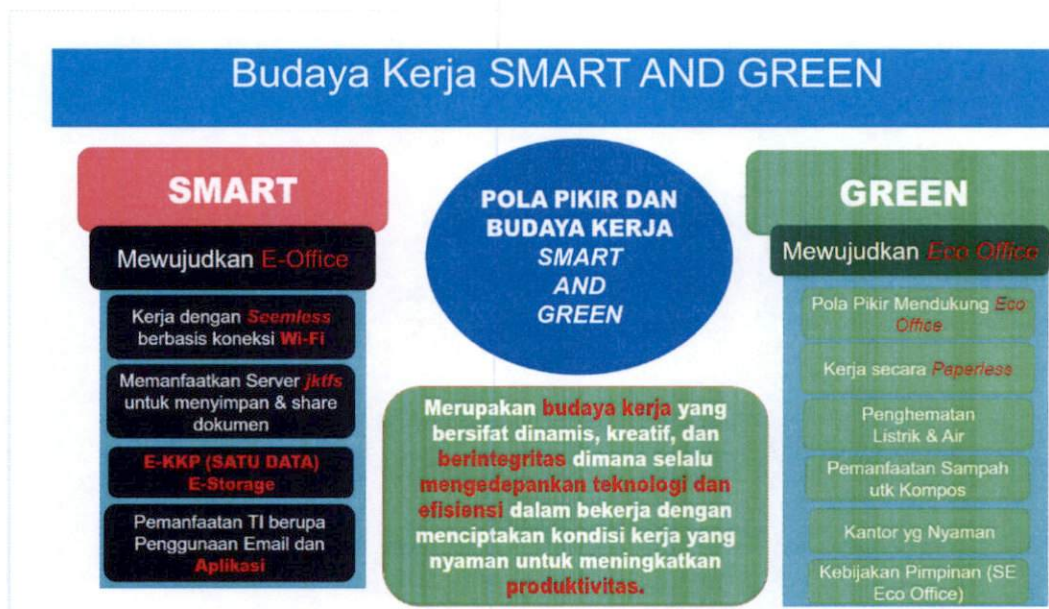 Budaya Kerja SMART AND GREEN
SMART
Mewujudkan E-Office
Kerja dengan Seemless
berbasis koneksi Wi-Fi
Memanfaatkan Server jktfs
untuk menyimpan & share
dokumen
E-KKP (SATU DATA)
E-Storage
Pemanfaatan TI berupa
Penggunaan Email dan
Aplikasi
POLA PIKIR DAN
BUDAYA KERJA
SMART
AND
GREEN
Merupakan budaya kerja yang
bersifat dinamis, kreatif, dan
berintegritas dimana selalu
mengedepankan teknologi dan
efisiensi dalam bekerja dengan
menciptakan kondisi kerja yang
nyaman untuk meningkatkan
produktivitas.
GREEN
Mewujudkan Eco Office
Pola Pikir Mendukung Eco
Office
Kerja secara Paperless
Penghematan
Listrik & Air
Pemanfaatan Sampah
utk Kompos
Kantor yg Nyaman
Kebijakan Pimpinan (SE
Eco Office)